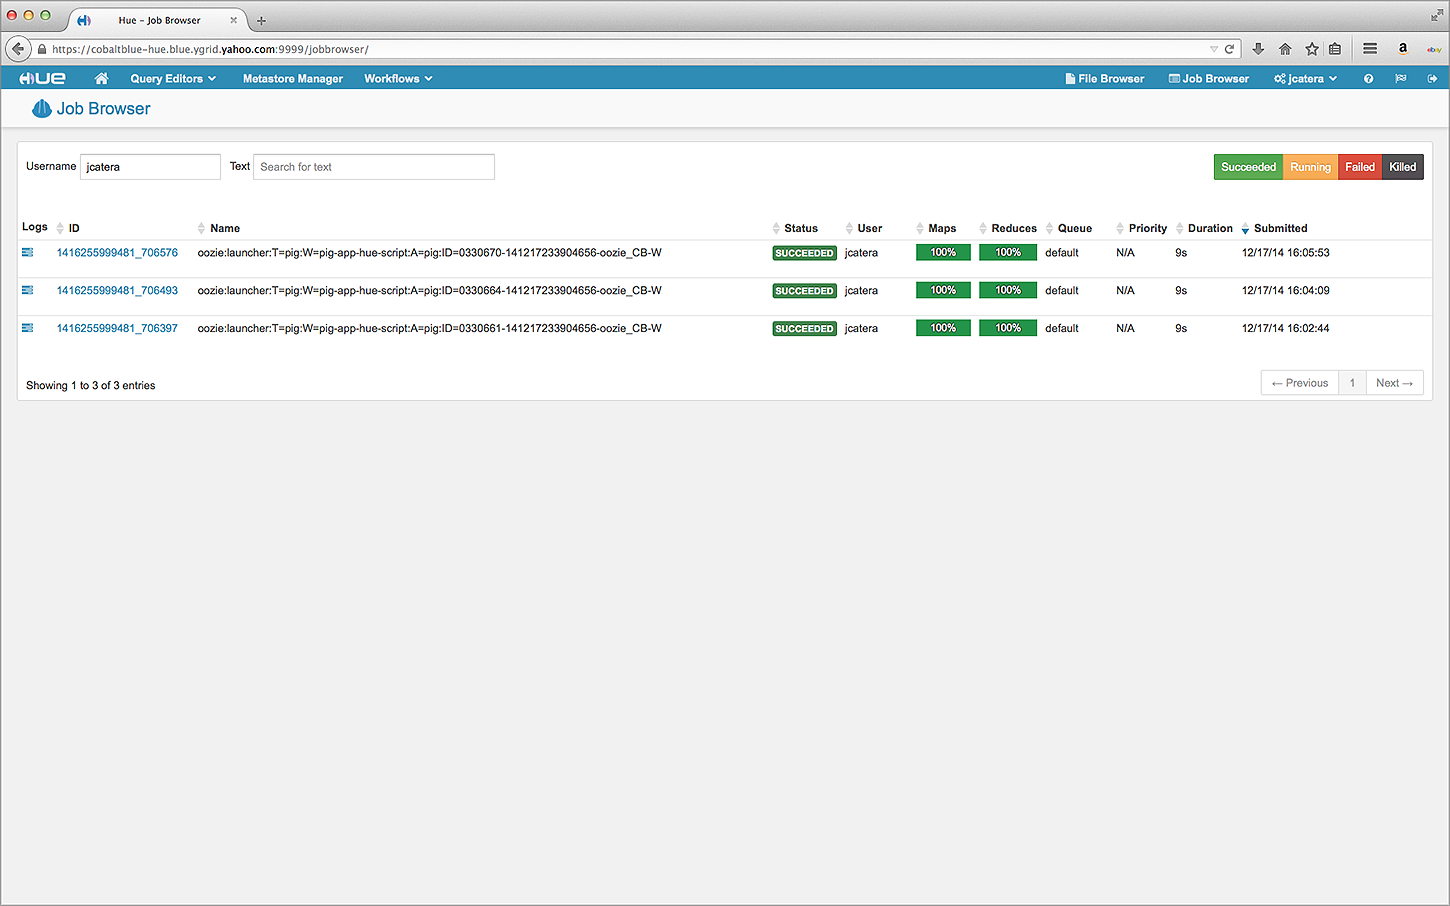 Hue - Job Browser
https://cobaltblue-hue.blue.ygrid.yahoo.com:9999/jobbrowser/
a
ebay
HUE Query Editors Metastore Manager Workflows File Browser Job Browser jcatera
Job Browser
Username jcatera Text Search for text Succeeded Running Failed Killed
Logs ID Name Status User Maps Reduces Queue Priority Duration Submitted
1416255999481_706576 oozie:launcher:T=pig:W=pig-app-hue-script:A=pig:ID=0330670-141217233904656-oozie_CB-W SUCCEEDED jcatera 100% 100% default N/A 9s 12/17/14 16:05:53
1416255999481_706493 oozie:launcher:T=pig:W=pig-app-hue-script:A=pig:ID=0330664-141217233904656-oozie_CB-W SUCCEEDED jcatera 100% 100% default N/A 9s 12/17/14 16:04:09
1416255999481_706397 oozie:launcher:T=pig:W=pig-app-hue-script:A=pig:ID=0330661-141217233904656-oozie_CB-W SUCCEEDED jcatera 100% 100% default N/A 9s 12/17/14 16:02:44
Showing 1 to 3 of 3 entries ← Previous 1 Next →